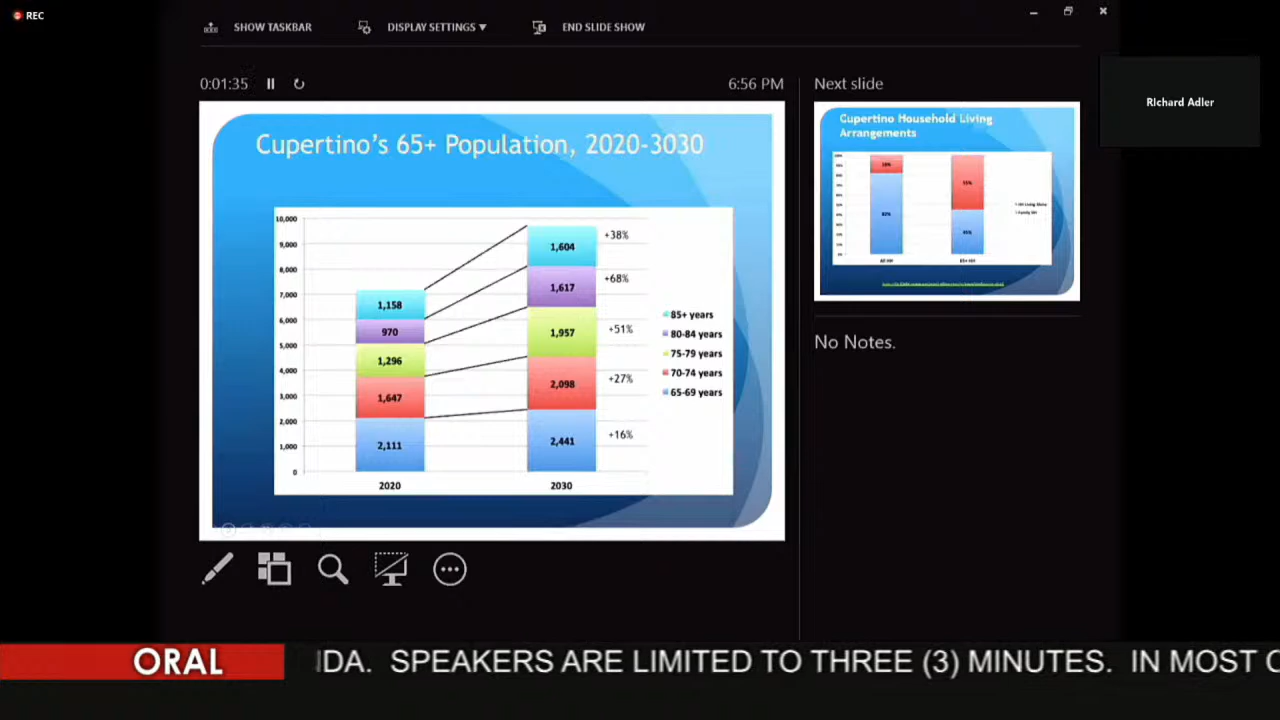 REC
SHOW TASKBAR
DISPLAY SETTINGS
END SLIDE SHOW
0:01:35
6:56 PM
Next slide
Richard Adler
Cupertino's 65+ Population, 2020-3030
10,000
9,000
8,000
7,000
6,000
5,000
4,000
3,000
2,000
1,000
0
1,158
970
1,296
1,647
2,111
1,604
1,617
1,957
2,098
2,441
+38%
+68%
+51%
+27%
+16%
85+ years
80-84 years
75-79 years
70-74 years
65-69 years
2020
2030
Cupertino Household Living
Arrangements
No Notes.
ORAL
IDA. SPEAKERS ARE LIMITED TO THREE (3) MINUTES. IN MOST C